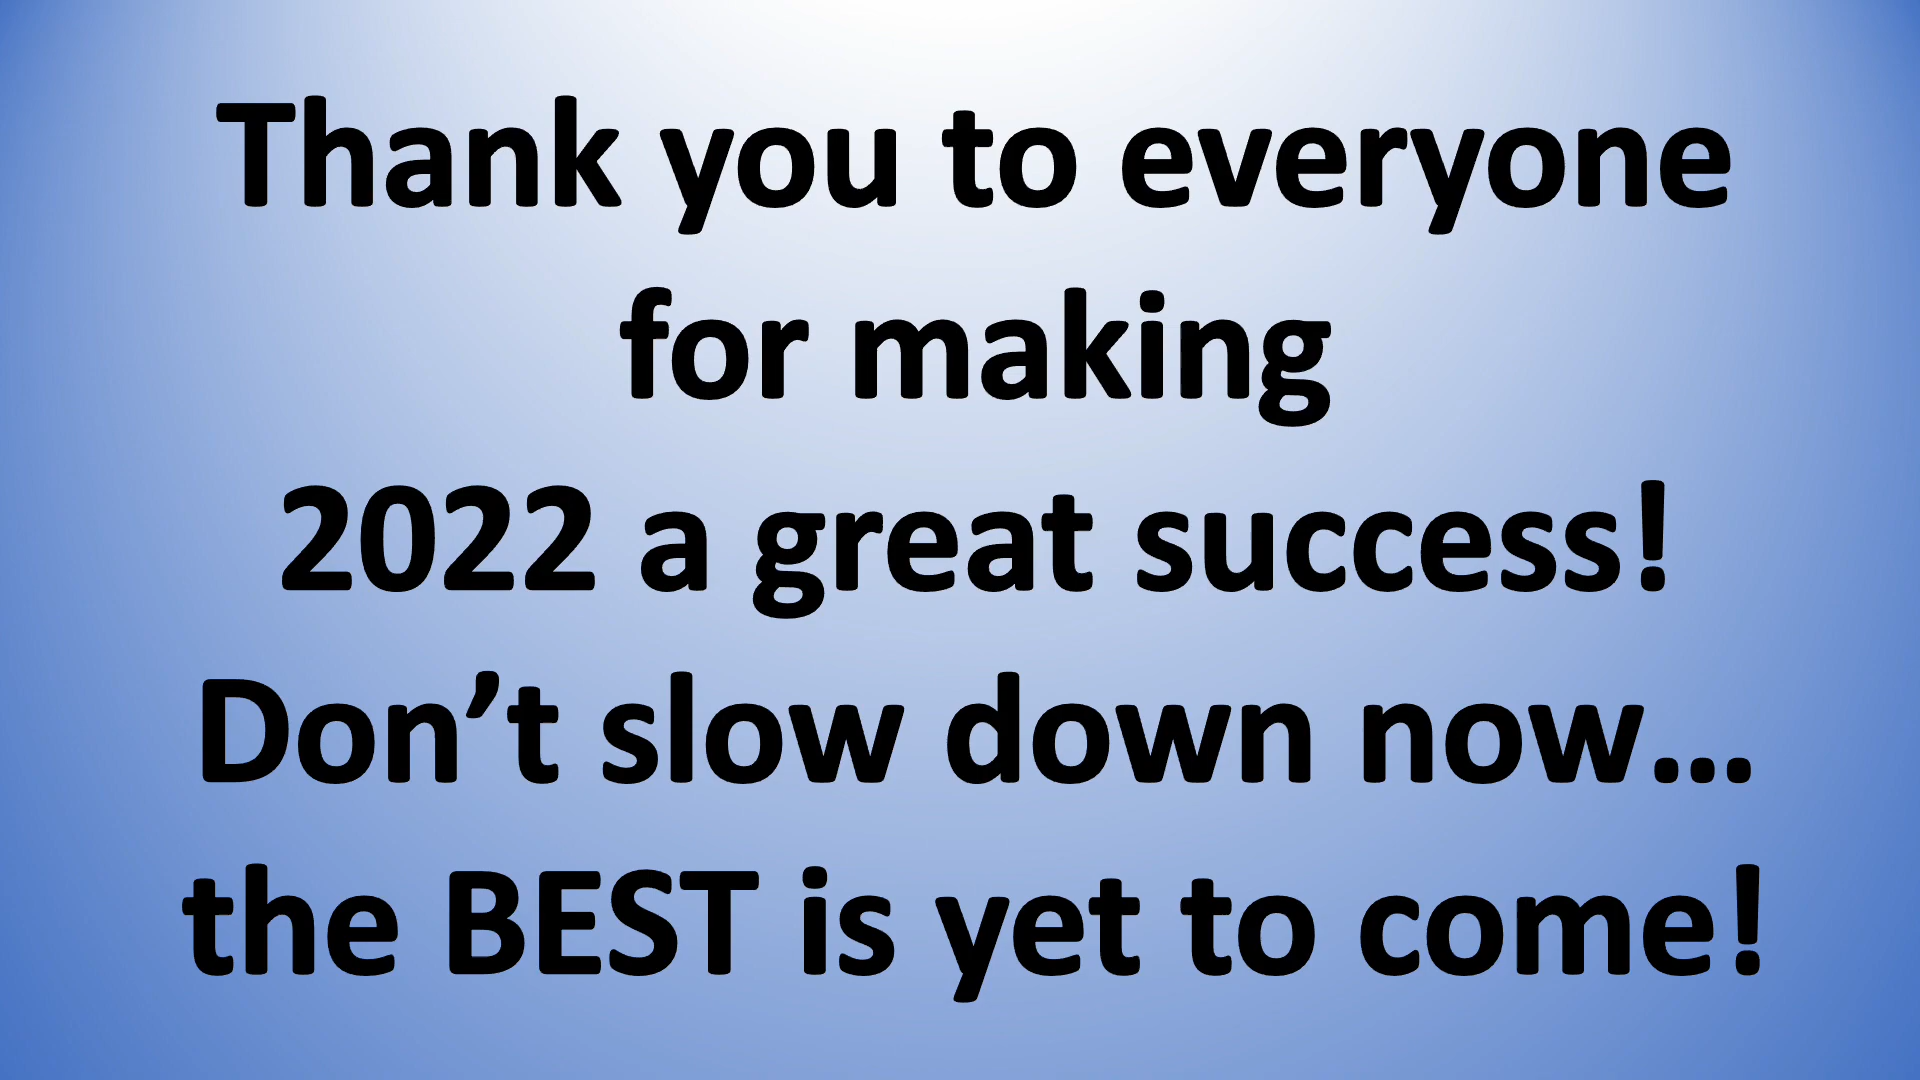 Thank you to everyone
for making
2022 a great success!
Don’t slow down now…
the BEST is yet to come!